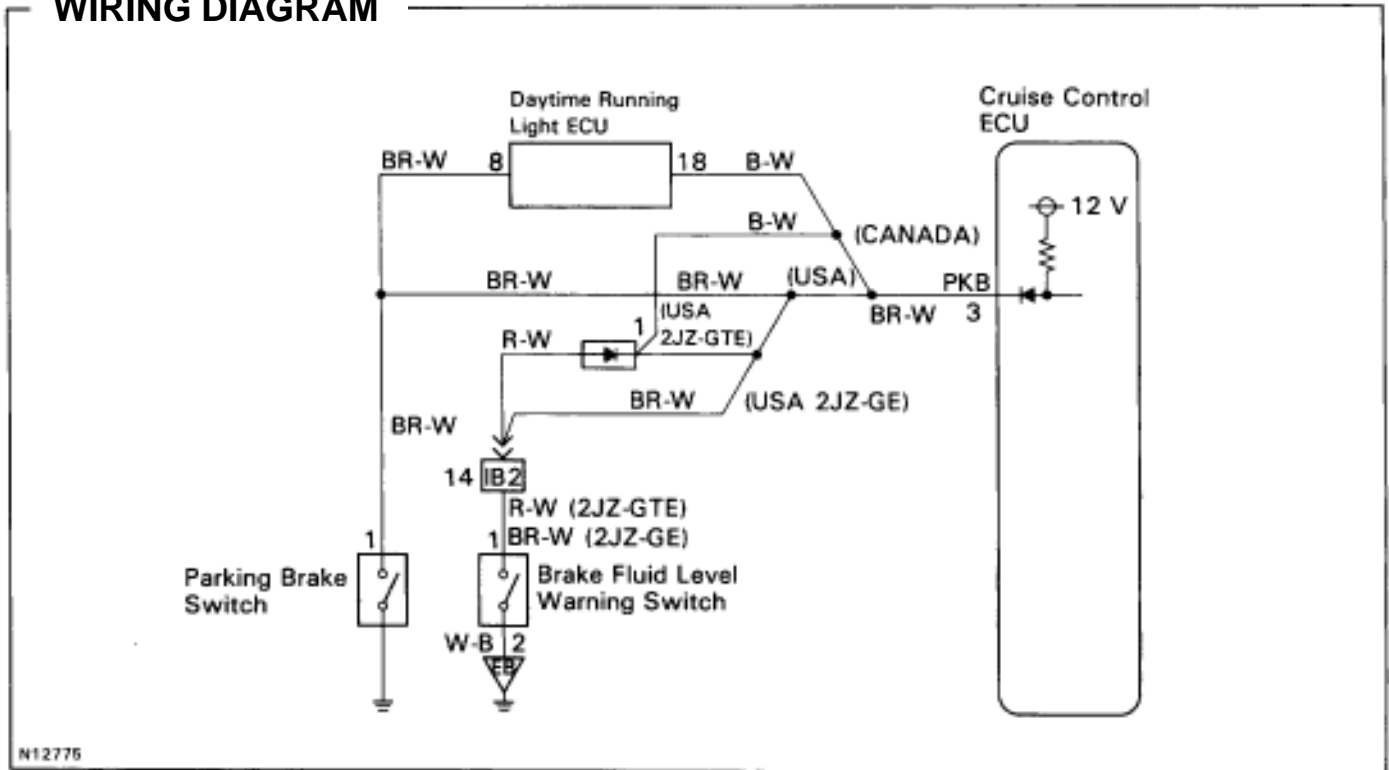 WIRING DIAGRAM
Daytime Running
Light ECU
Cruise Control
ECU
BR-W 8 18 B-W
12 V
B-W (CANADA)
BR-W BR-W (USA) PKB
BR-W 3
R-W 1 (USA
2JZ-GTE)
BR-W (USA 2JZ-GE)
BR-W
14 IB2
R-W (2JZ-GTE)
1 1 BR-W (2JZ-GE)
Parking Brake
Switch
Brake Fluid Level
Warning Switch
W-B 2
EB
N12775